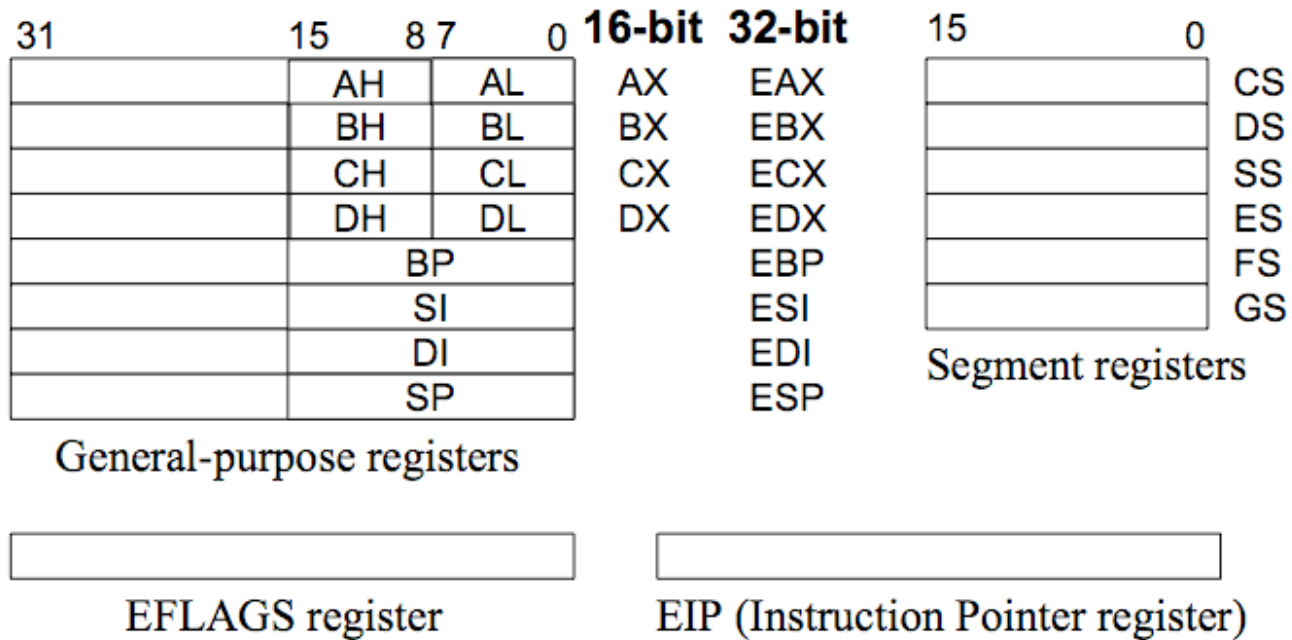 31 15 8 7 0 16-bit 32-bit 15 0
AH AL AX EAX CS
BH BL BX EBX DS
CH CL CX ECX SS
DH DL DX EDX ES
BP EBP FS
SI ESI GS
DI EDI Segment registers
SP ESP
General-purpose registers
EFLAGS register EIP (Instruction Pointer register)